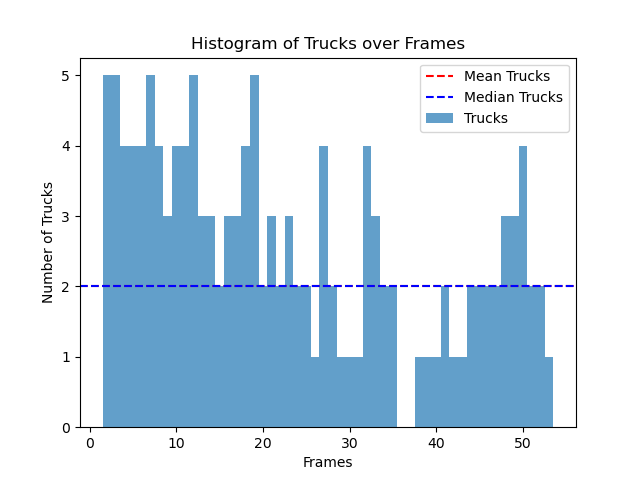 Histogram of Trucks over Frames
Mean Trucks
Median Trucks
Trucks
Number of Trucks
5
4
3
2
1
0
0 10 20 30 40 50
Frames